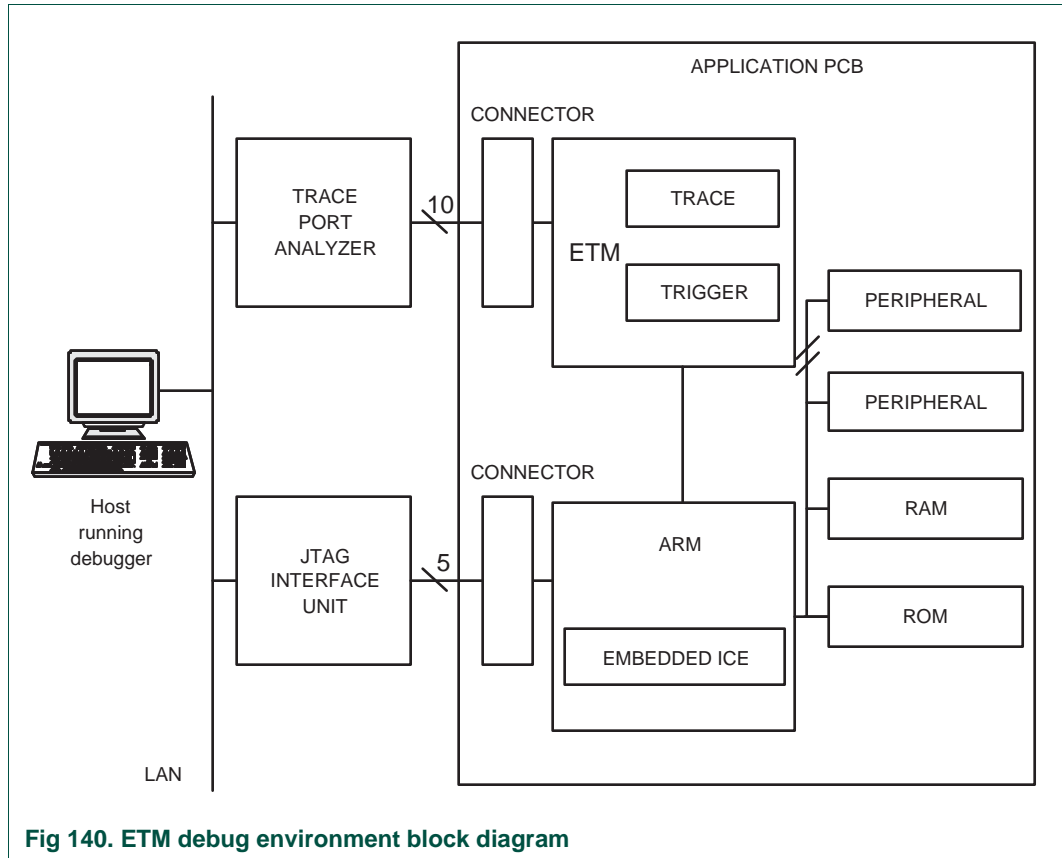 APPLICATION PCB
CONNECTOR
TRACE
PORT
ANALYZER
10
ETM
TRACE
TRIGGER
PERIPHERAL
PERIPHERAL
Host
running
debugger
CONNECTOR
JTAG
INTERFACE
UNIT
5
ARM
EMBEDDED ICE
RAM
ROM
LAN
Fig 140. ETM debug environment block diagram